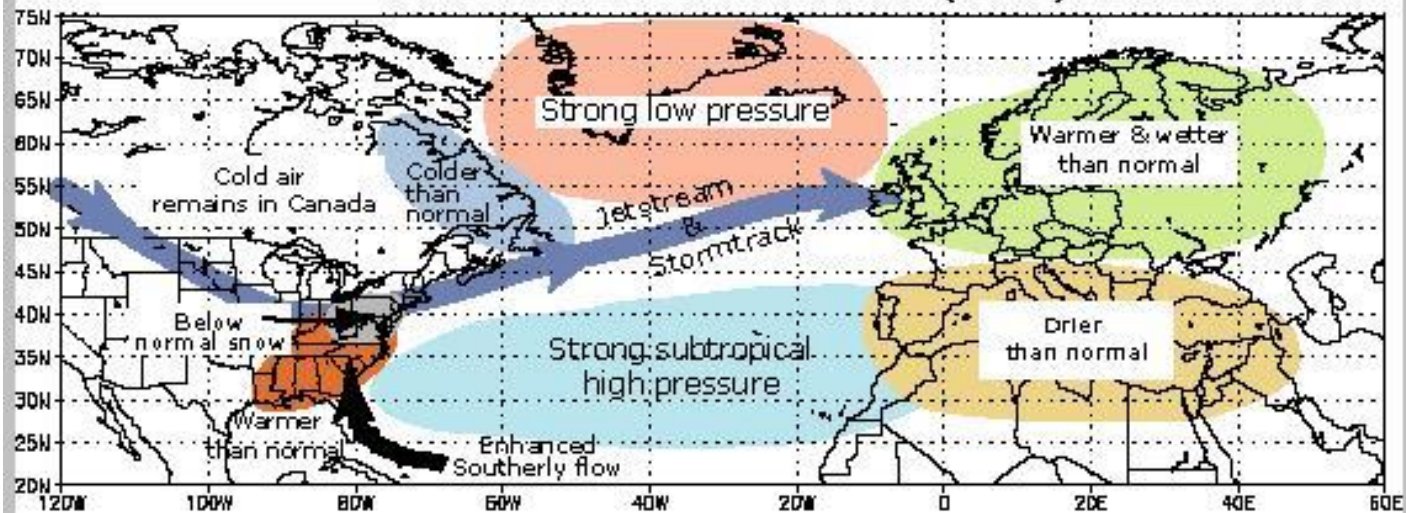 75N
70N
65N
60N
55N
50N
45N
40N
35N
30N
25N
20N
Strong low pressure
Warmer & wetter
than normal
Cold air
remains in Canada
Colder
than
normal
Jetstream
&
Stormtrack
Below
normal snow
Strong subtropical
high pressure
Drier
than normal
Warmer
than normal
Enhanced
Southerly flow
120W 100W 80W 60W 40W 20W 0 20E 40E 60E